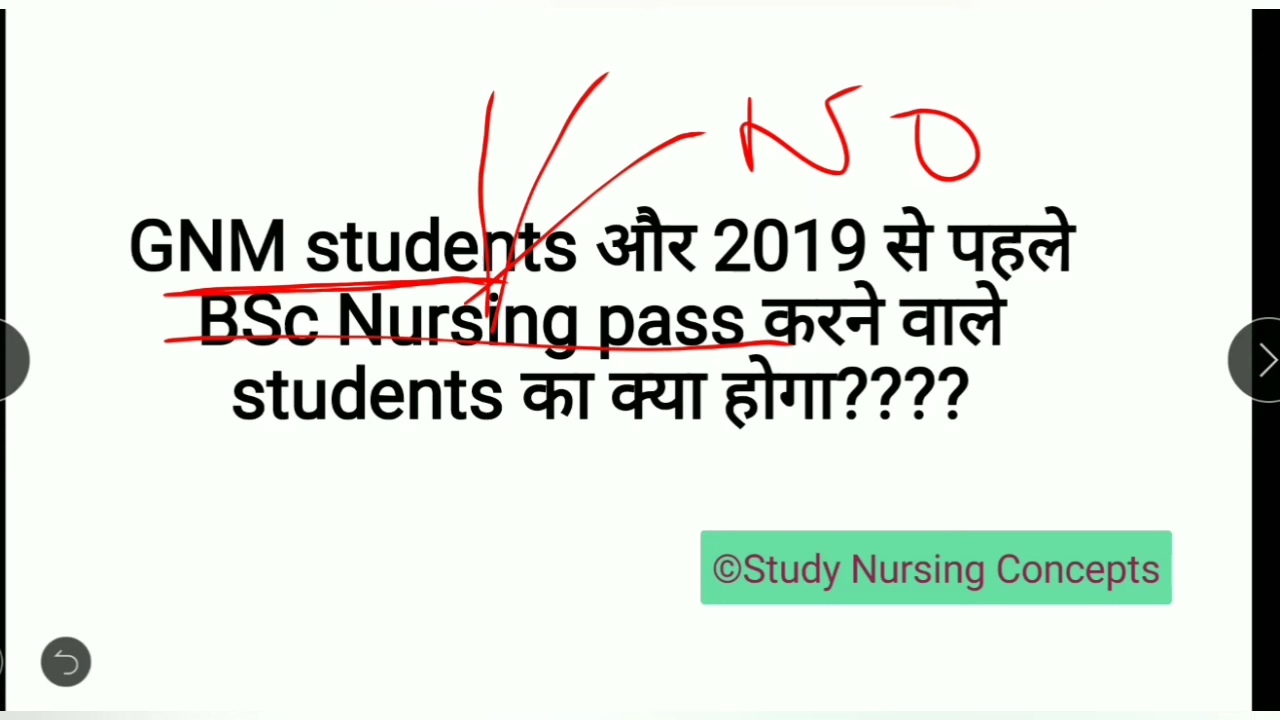 NO
GNM students और 2019 से पहले
BSc Nursing pass करने वाले
students का क्या होगा????
©Study Nursing Concepts